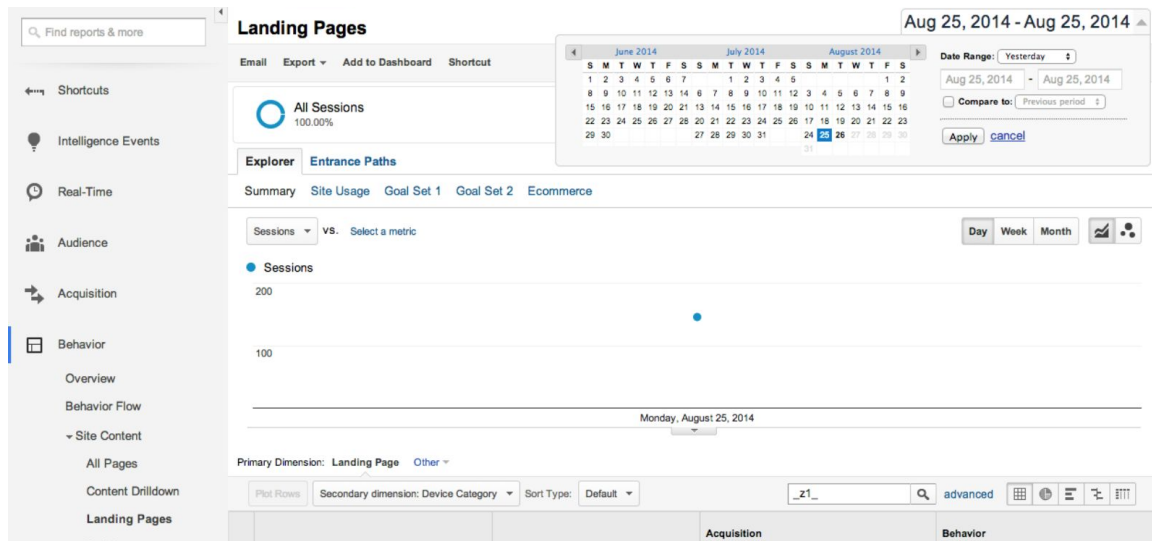 Find reports & more
Shortcuts
Intelligence Events
Real-Time
Audience
Acquisition
Behavior
Overview
Behavior Flow
Site Content
All Pages
Content Drilldown
Landing Pages
Landing Pages
Aug 25, 2014 - Aug 25, 2014
Email Export Add to Dashboard Shortcut
All Sessions
100.00%
June 2014 July 2014 August 2014
S M T W T F S S M T W T F S S M T W T F S
1 2 3 4 5 6 7 1 2 3 4 5 1 2
8 9 10 11 12 13 14 6 7 8 9 10 11 12 3 4 5 6 7 8 9
15 16 17 18 19 20 21 13 14 15 16 17 18 19 10 11 12 13 14 15 16
22 23 24 25 26 27 28 20 21 22 23 24 25 26 17 18 19 20 21 22 23
29 30 27 28 29 30 31 24 25 26 27 28 29 30
31
Date Range: Yesterday
Aug 25, 2014 - Aug 25, 2014
Compare to: Previous period
Apply cancel
Explorer Entrance Paths
Summary Site Usage Goal Set 1 Goal Set 2 Ecommerce
Sessions VS. Select a metric
Day Week Month
Sessions
200
100
Monday, August 25, 2014
Primary Dimension: Landing Page Other
Plot Rows Secondary dimension: Device Category Sort Type: Default _z1_ advanced
Acquisition Behavior